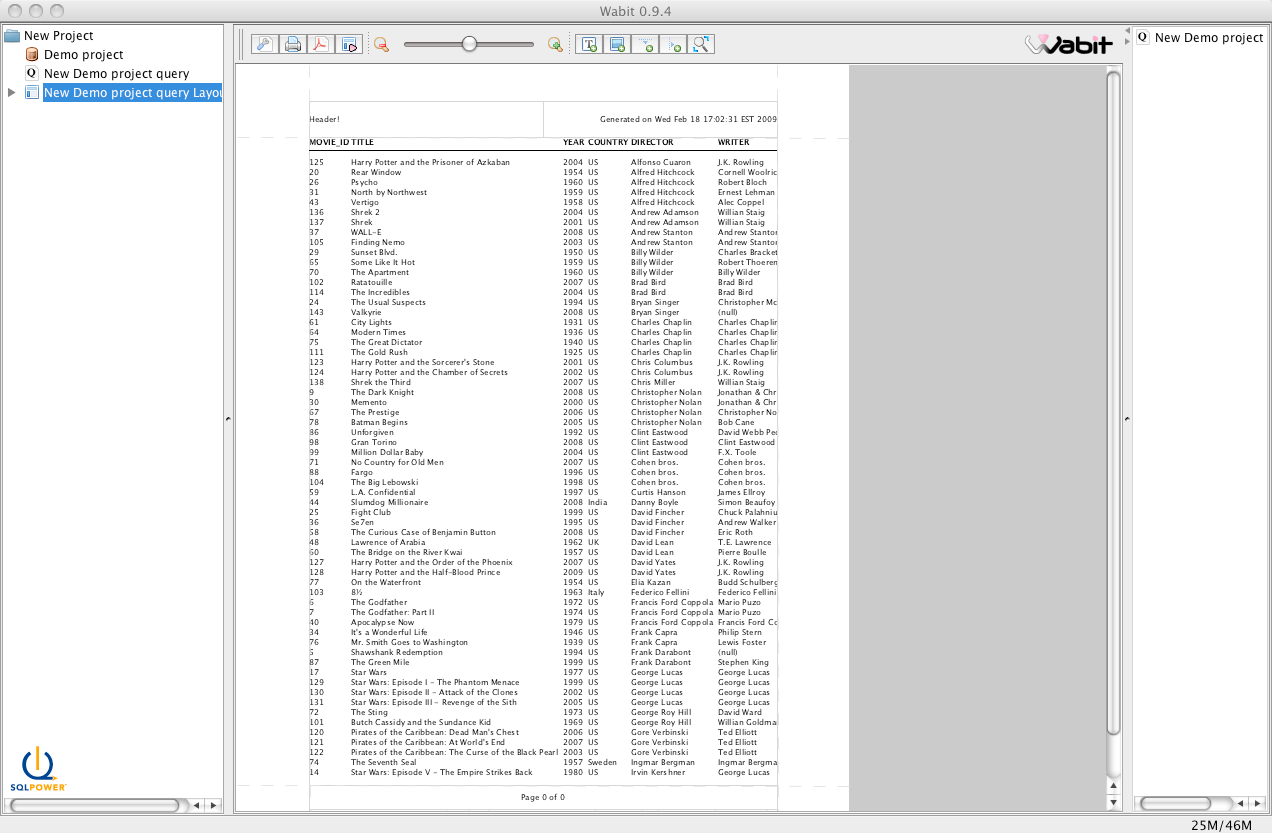 Wabit 0.9.4
New Project
Demo project
New Demo project query
New Demo project query Layou
Wabit
New Demo project
Header!
Generated on Wed Feb 18 17:02:31 EST 2009
MOVIE_ID TITLE YEAR COUNTRY DIRECTOR WRITER
125 Harry Potter and the Prisoner of Azkaban 2004 US Alfonso Cuaron J.K. Rowling
20 Rear Window 1954 US Alfred Hitchcock Cornell Woolric
26 Psycho 1960 US Alfred Hitchcock Robert Bloch
31 North by Northwest 1959 US Alfred Hitchcock Ernest Lehman
43 Vertigo 1958 US Alfred Hitchcock Alec Coppel
136 Shrek 2 2004 US Andrew Adamson Willian Staig
137 Shrek 2001 US Andrew Adamson Willian Staig
37 WALL-E 2008 US Andrew Stanton Andrew Stanton
105 Finding Nemo 2003 US Andrew Stanton Andrew Stanton
29 Sunset Blvd. 1950 US Billy Wilder Charles Bracket
65 Some Like It Hot 1959 US Billy Wilder Robert Thoeren
70 The Apartment 1960 US Billy Wilder Billy Wilder
102 Ratatouille 2007 US Brad Bird Brad Bird
114 The Incredibles 2004 US Brad Bird Brad Bird
24 The Usual Suspects 1994 US Bryan Singer Christopher Mc
143 Valkyrie 2008 US Bryan Singer (null)
61 City Lights 1931 US Charles Chaplin Charles Chaplin
64 Modern Times 1936 US Charles Chaplin Charles Chaplin
75 The Great Dictator 1940 US Charles Chaplin Charles Chaplin
111 The Gold Rush 1925 US Charles Chaplin Charles Chaplin
123 Harry Potter and the Sorcerer's Stone 2001 US Chris Columbus J.K. Rowling
124 Harry Potter and the Chamber of Secrets 2002 US Chris Columbus J.K. Rowling
138 Shrek the Third 2007 US Chris Miller Willian Staig
9 The Dark Knight 2008 US Christopher Nolan Jonathan & Chr
30 Memento 2000 US Christopher Nolan Jonathan & Chr
67 The Prestige 2006 US Christopher Nolan Christopher No
78 Batman Begins 2005 US Christopher Nolan Bob Cane
86 Unforgiven 1992 US Clint Eastwood David Webb Peo
98 Gran Torino 2008 US Clint Eastwood Clint Eastwood
99 Million Dollar Baby 2004 US Clint Eastwood F.X. Toole
71 No Country for Old Men 2007 US Cohen bros. Cohen bros.
88 Fargo 1996 US Cohen bros. Cohen bros.
104 The Big Lebowski 1998 US Cohen bros. Cohen bros.
59 L.A. Confidential 1997 US Curtis Hanson James Ellroy
44 Slumdog Millionaire 2008 India Danny Boyle Simon Beaufoy
25 Fight Club 1999 US David Fincher Chuck Palahniu
36 Se7en 1995 US David Fincher Andrew Walker
58 The Curious Case of Benjamin Button 2008 US David Fincher Eric Roth
48 Lawrence of Arabia 1962 UK David Lean T.E. Lawrence
60 The Bridge on the River Kwai 1957 US David Lean Pierre Boulle
127 Harry Potter and the Order of the Phoenix 2007 US David Yates J.K. Rowling
128 Harry Potter and the Half-Blood Prince 2009 US David Yates J.K. Rowling
77 On the Waterfront 1954 US Elia Kazan Budd Schulberg
103 8½ 1963 Italy Federico Fellini Federico Fellini
6 The Godfather 1972 US Francis Ford Coppola Mario Puzo
7 The Godfather: Part II 1974 US Francis Ford Coppola Mario Puzo
40 Apocalypse Now 1979 US Francis Ford Coppola Francis Ford Co
34 It's a Wonderful Life 1946 US Frank Capra Philip Stern
76 Mr. Smith Goes to Washington 1939 US Frank Capra Lewis Foster
5 Shawshank Redemption 1994 US Frank Darabont (null)
87 The Green Mile 1999 US Frank Darabont Stephen King
17 Star Wars 1977 US George Lucas George Lucas
129 Star Wars: Episode I - The Phantom Menace 1999 US George Lucas George Lucas
130 Star Wars: Episode II - Attack of the Clones 2002 US George Lucas George Lucas
131 Star Wars: Episode III - Revenge of the Sith 2005 US George Lucas George Lucas
72 The Sting 1973 US George Roy Hill David Ward
101 Butch Cassidy and the Sundance Kid 1969 US George Roy Hill Willian Goldma
120 Pirates of the Caribbean: Dead Man's Chest 2006 US Gore Verbinski Ted Elliott
121 Pirates of the Caribbean: At World's End 2007 US Gore Verbinski Ted Elliott
122 Pirates of the Caribbean: The Curse of the Black Pearl 2003 US Gore Verbinski Ted Elliott
74 The Seventh Seal 1957 Sweden Ingmar Bergman Ingmar Bergma
14 Star Wars: Episode V - The Empire Strikes Back 1980 US Irvin Kershner George Lucas
Page 0 of 0
SQLPOWER
25M/46M